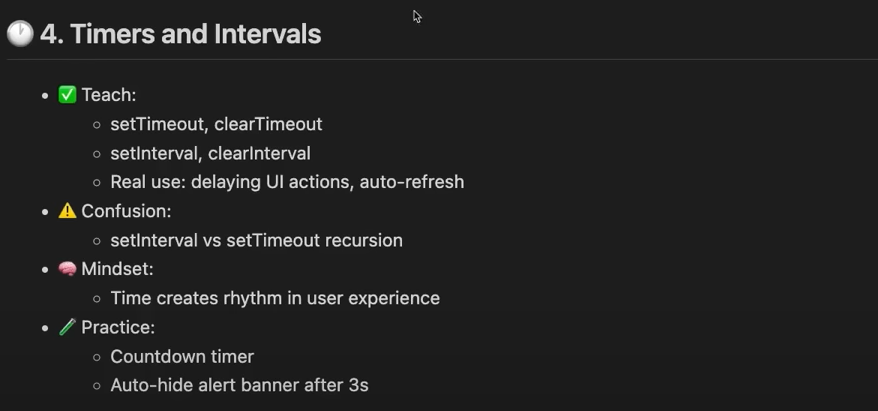 🕐 4. Timers and Intervals
• ✅ Teach:
◦ setTimeout, clearTimeout
◦ setInterval, clearInterval
◦ Real use: delaying UI actions, auto-refresh
• ⚠️ Confusion:
◦ setInterval vs setTimeout recursion
• 🧠 Mindset:
◦ Time creates rhythm in user experience
• 🧪 Practice:
◦ Countdown timer
◦ Auto-hide alert banner after 3s